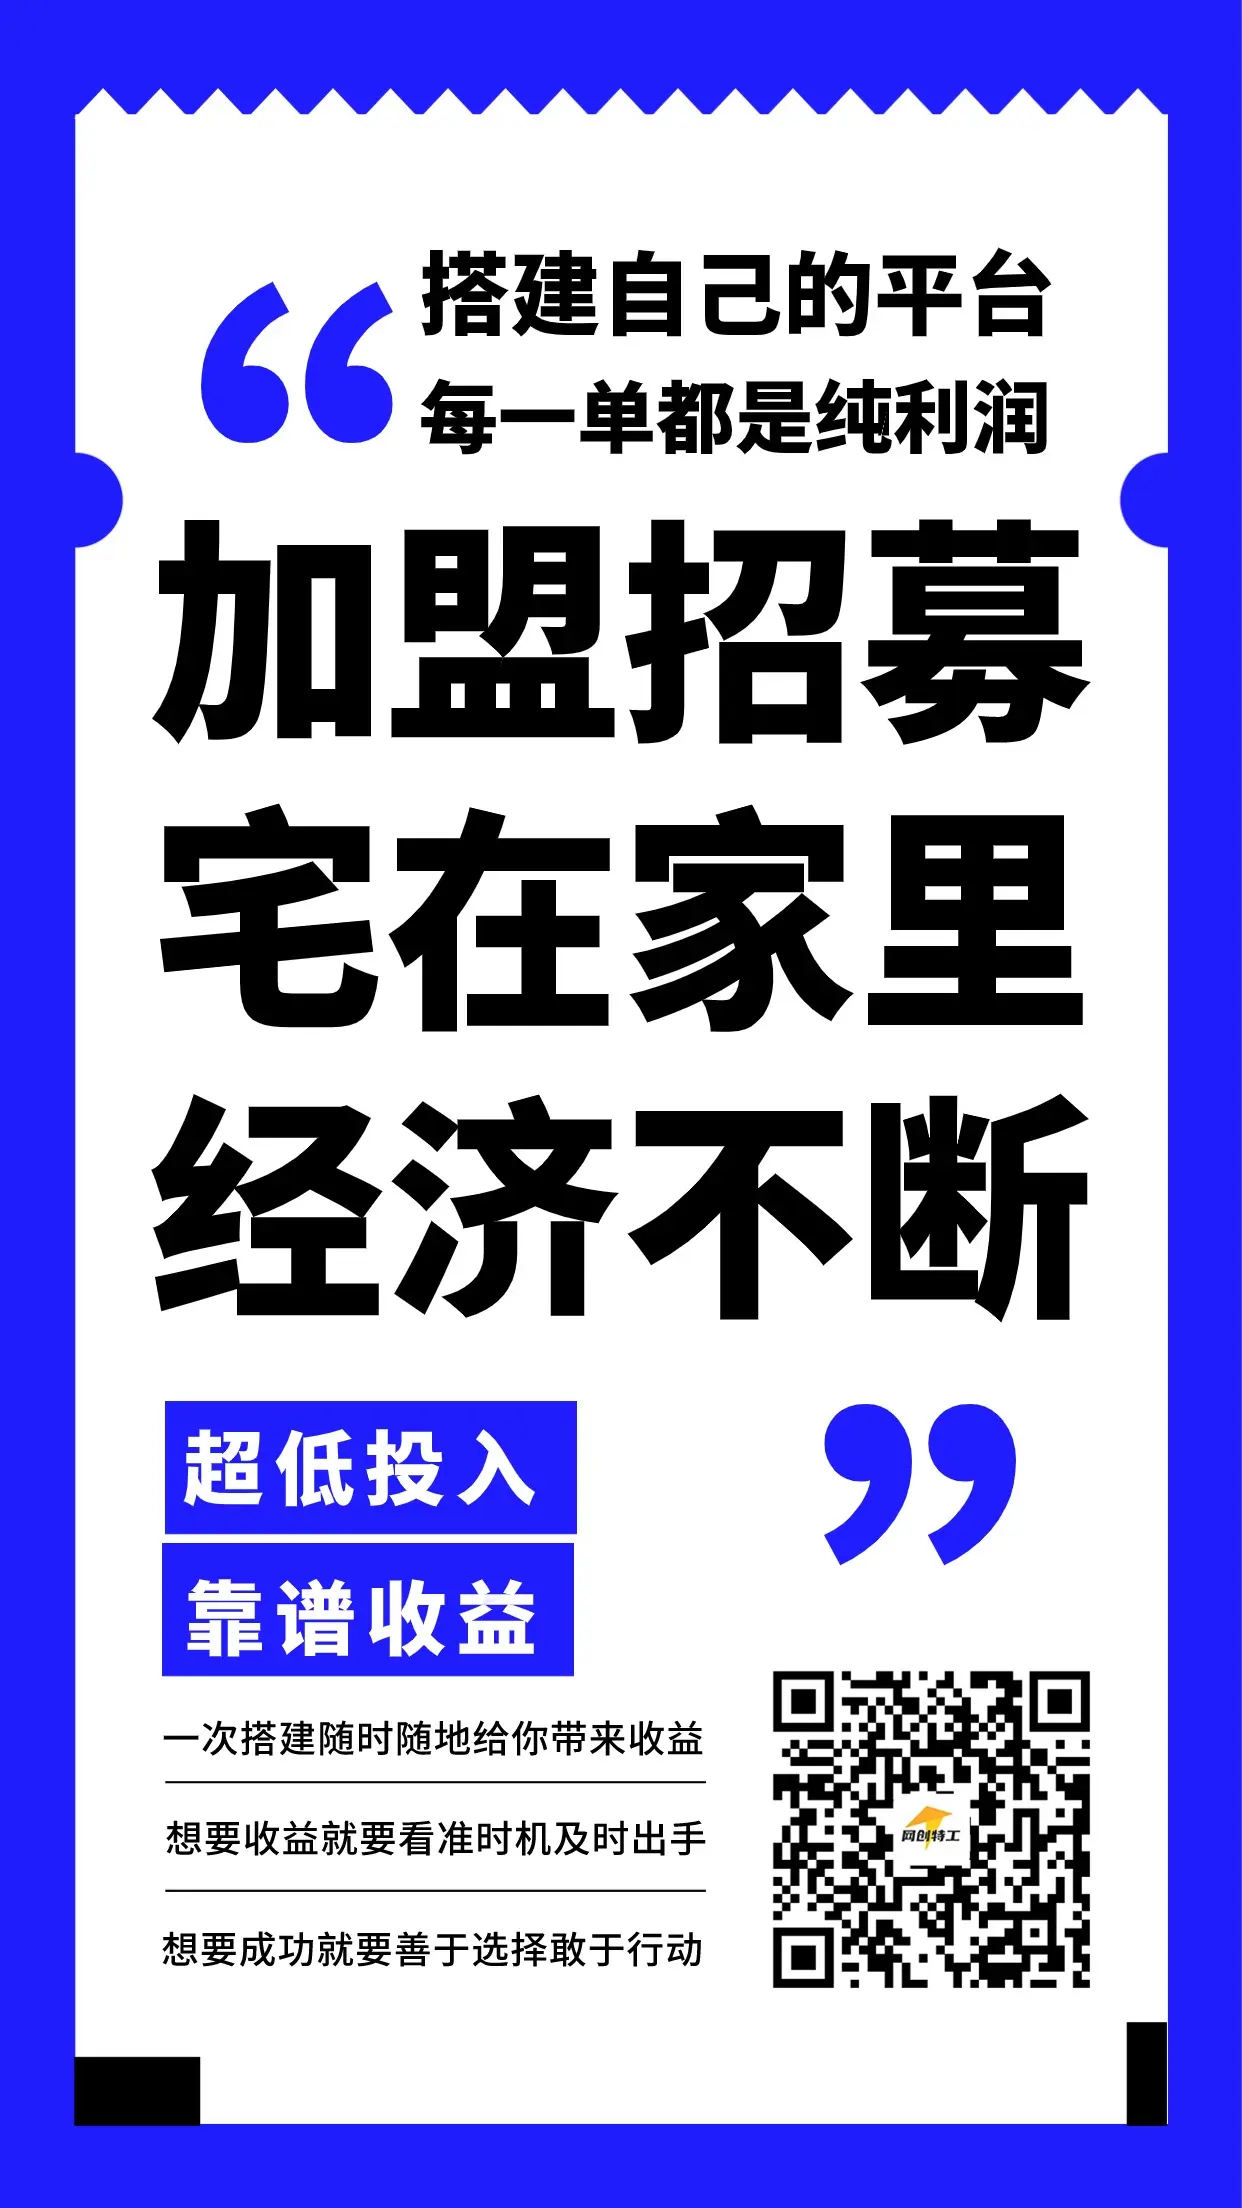 搭建自己的平台
每一单都是纯利润
加盟招募
宅在家里
经济不断
超低投入
靠谱收益
一次搭建随时随地给你带来收益
想要收益就要看准时机及时出手
想要成功就要善于选择敢于行动
网创特工